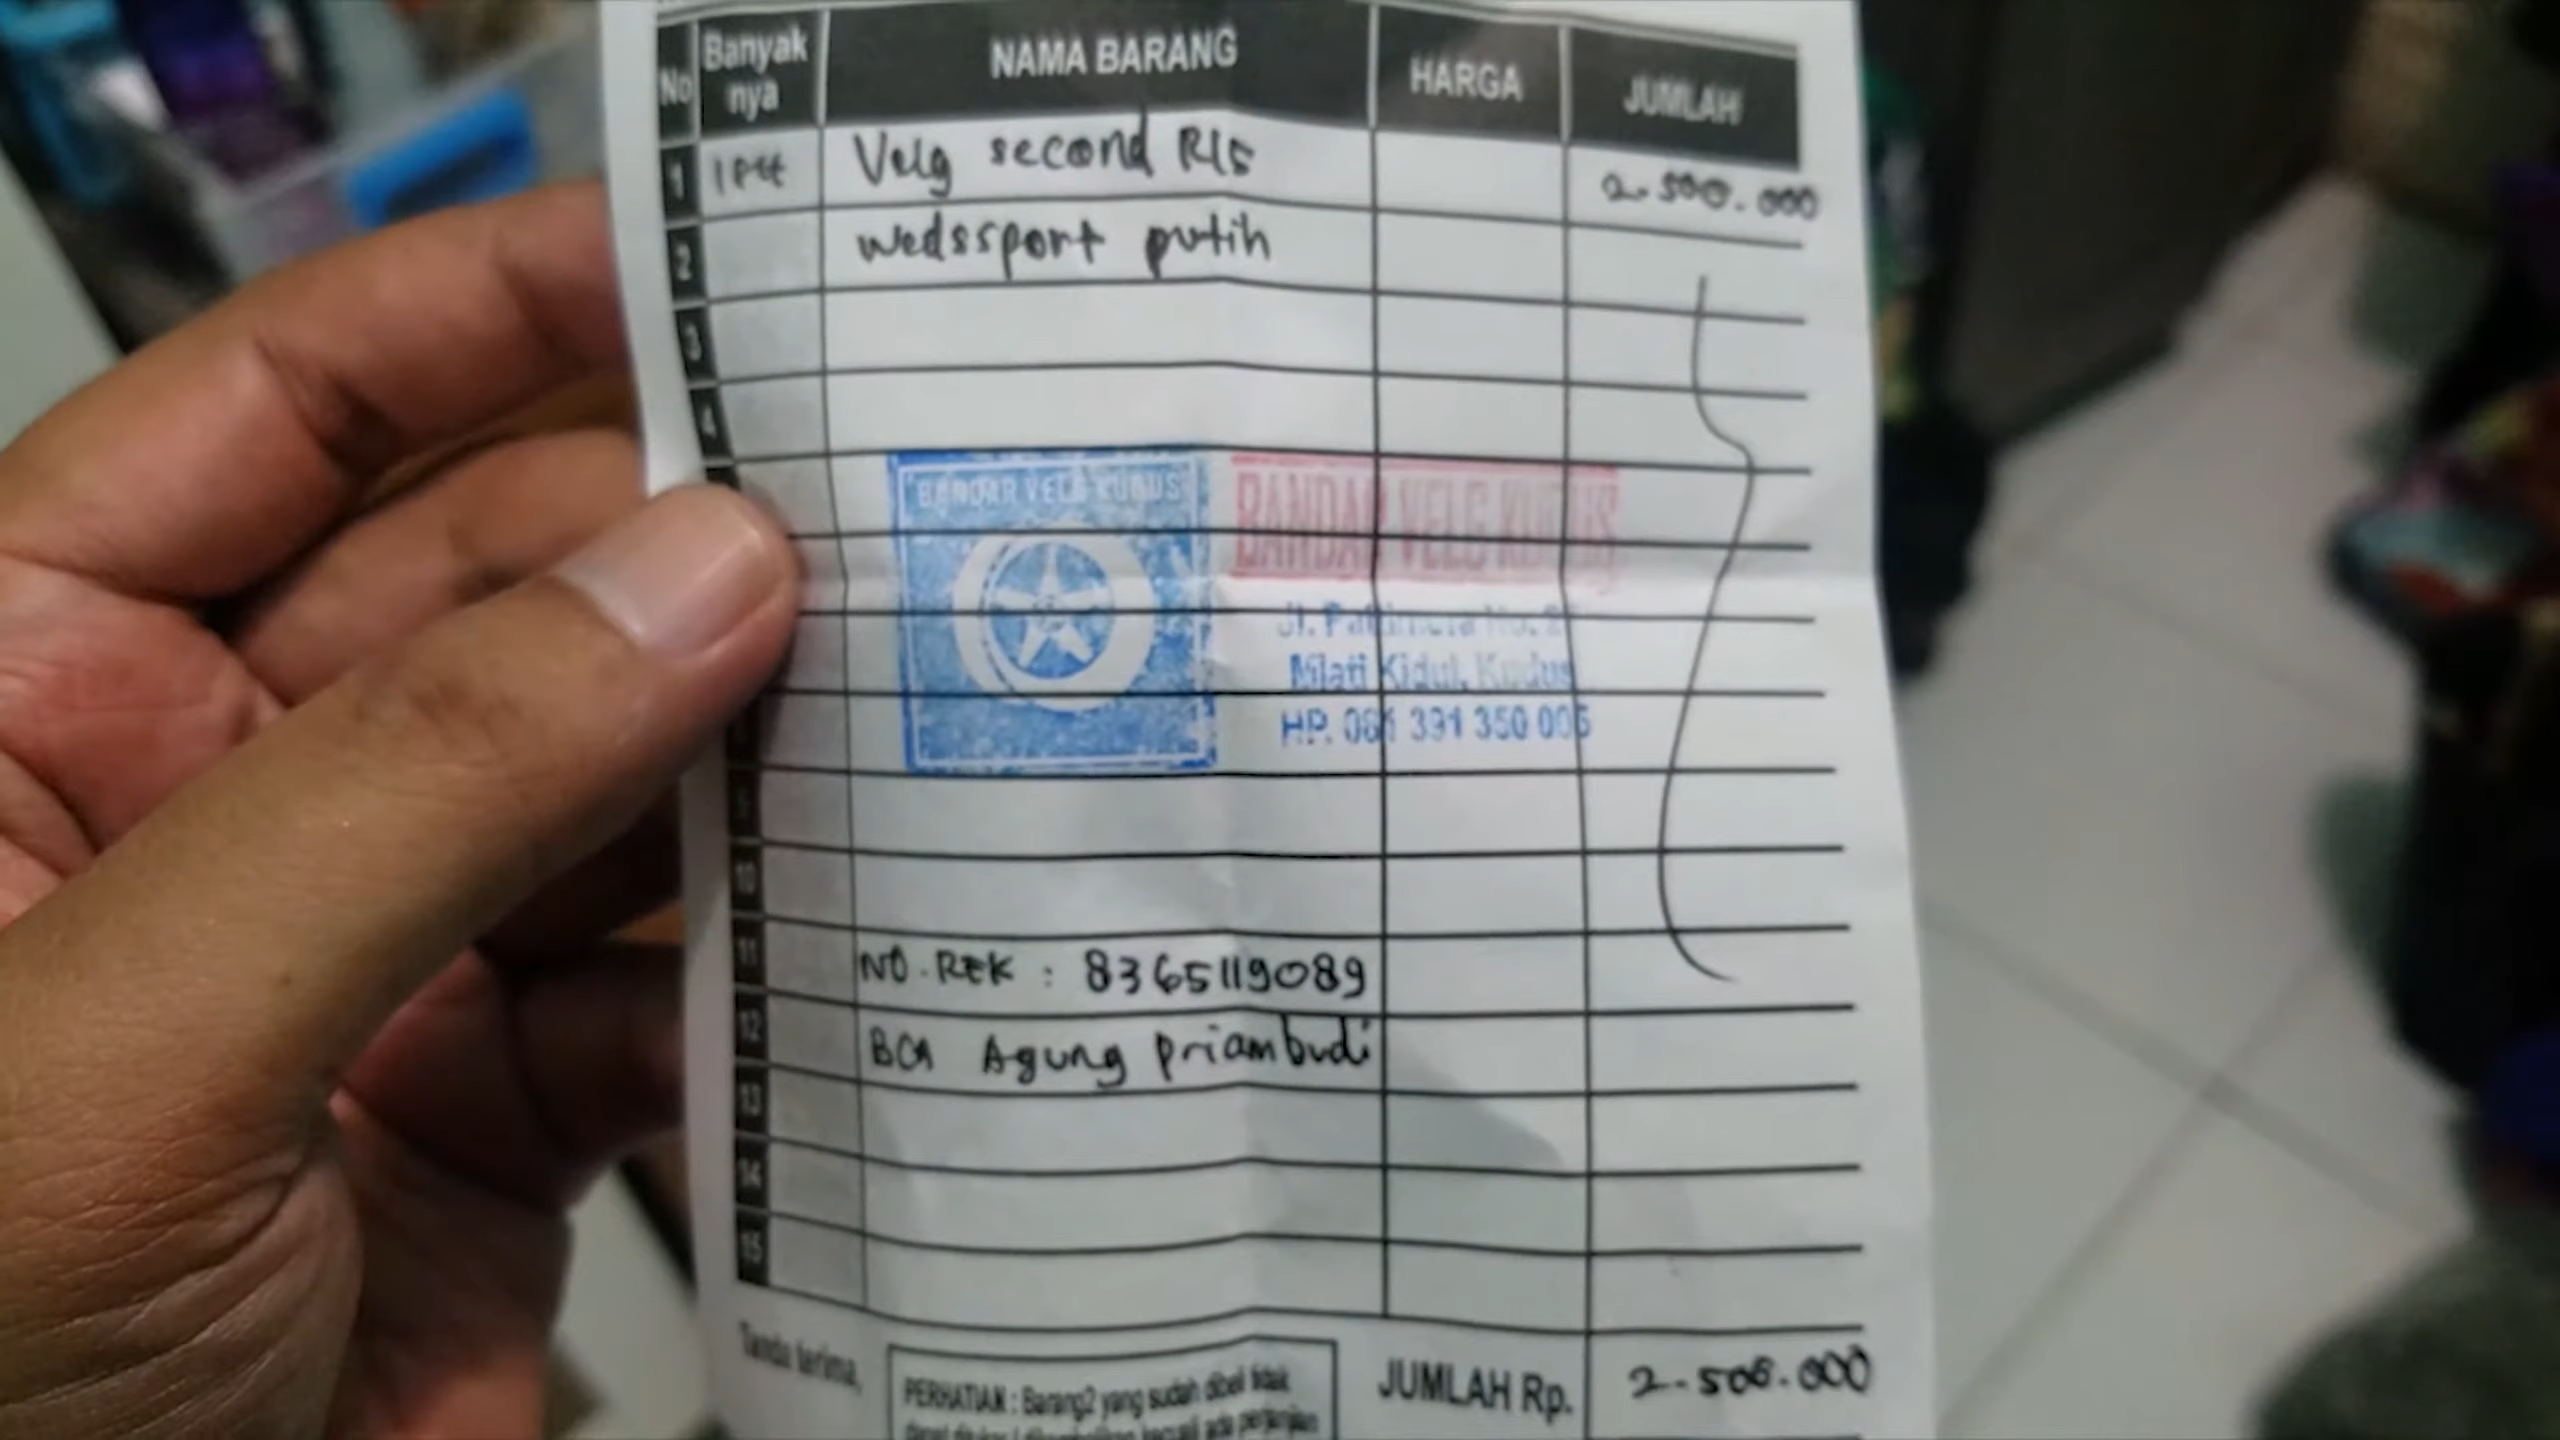 No Banyak nya NAMA BARANG HARGA JUMLAH
1 Velg second R15 2.500.000
2 wedssport putih
3
4
BANDAR VELG KUDUS
BANDAR VELG KUDUS
Mlati Kidul, Kudus
HP. 081 391 350 005
10
11 NO.REK : 8365119089
12 BCA Agung priambudi
13
14
15
Tanda terima,
PERHATIAN : Barang2 yang sudah dibeli tidak
JUMLAH Rp. 2.500.000